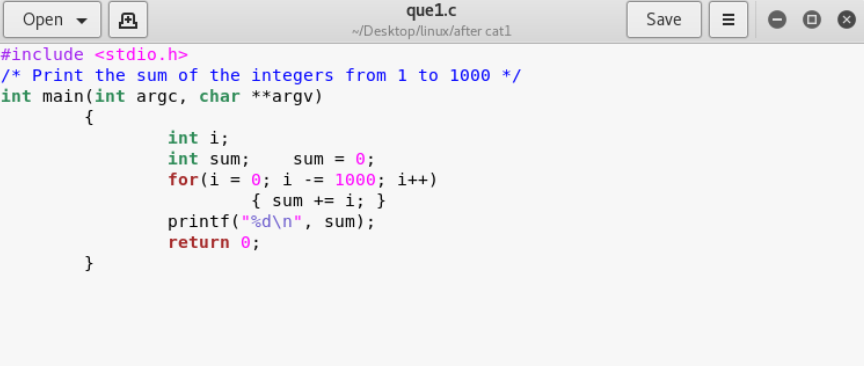 Open
que1.c
~/Desktop/linux/after cat1
Save
#include <stdio.h>
/* Print the sum of the integers from 1 to 1000 */
int main(int argc, char **argv)
{
int i;
int sum;    sum = 0;
for(i = 0; i -= 1000; i++)
{ sum += i; }
printf("%d\n", sum);
return 0;
}